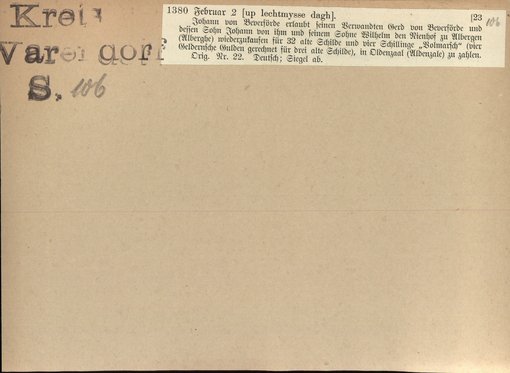 Kreis
Warendorf
S. 106
1380 Februar 2 [up lechtmysse dagh]. [23 106
Johann von Beverförde erlaubt seinen Verwandten Gerd von Beverförde und
dessen Sohn Johann von ihm und seinem Sohne Wilhelm den Nienhof zu Albergen
(Alberghe) wiederzukaufen für 32 alte Schilde und vier Schillinge „Volmarsch“ (vier
Geldernsche Gulden gerechnet für drei alte Schilde), in Oldenzaal (Aldenzale) zu zahlen.
Orig. Nr. 22. Deutsch; Siegel ab.